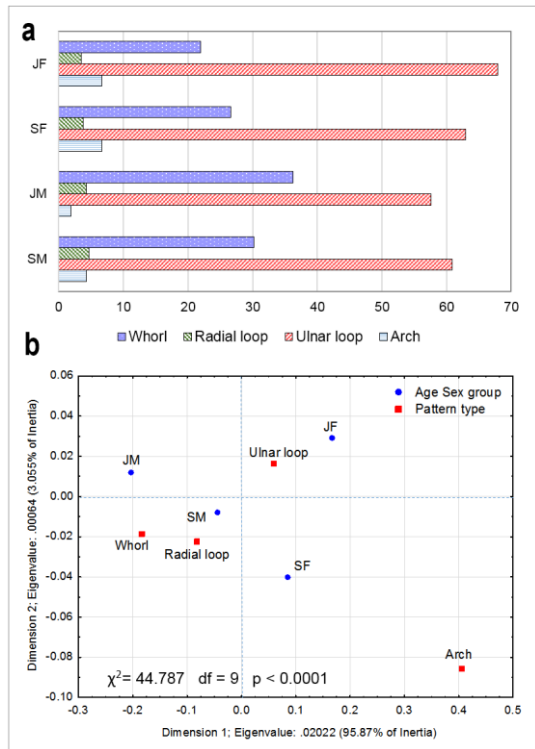 a
JF
SF
JM
SM
0 10 20 30 40 50 60 70
Whorl Radial loop Ulnar loop Arch
b
0.06
0.04
0.02
0.00
-0.02
-0.04
-0.06
-0.08
-0.10
Dimension 2; Eigenvalue: .00064 (3.055% of Inertia)
Age Sex group
Pattern type
JF
Ulnar loop
JM
SM
Whorl
Radial loop
SF
Arch
χ²= 44.787 df = 9 p < 0.0001
-0.3 -0.2 -0.1 0.0 0.1 0.2 0.3 0.4 0.5
Dimension 1; Eigenvalue: .02022 (95.87% of Inertia)